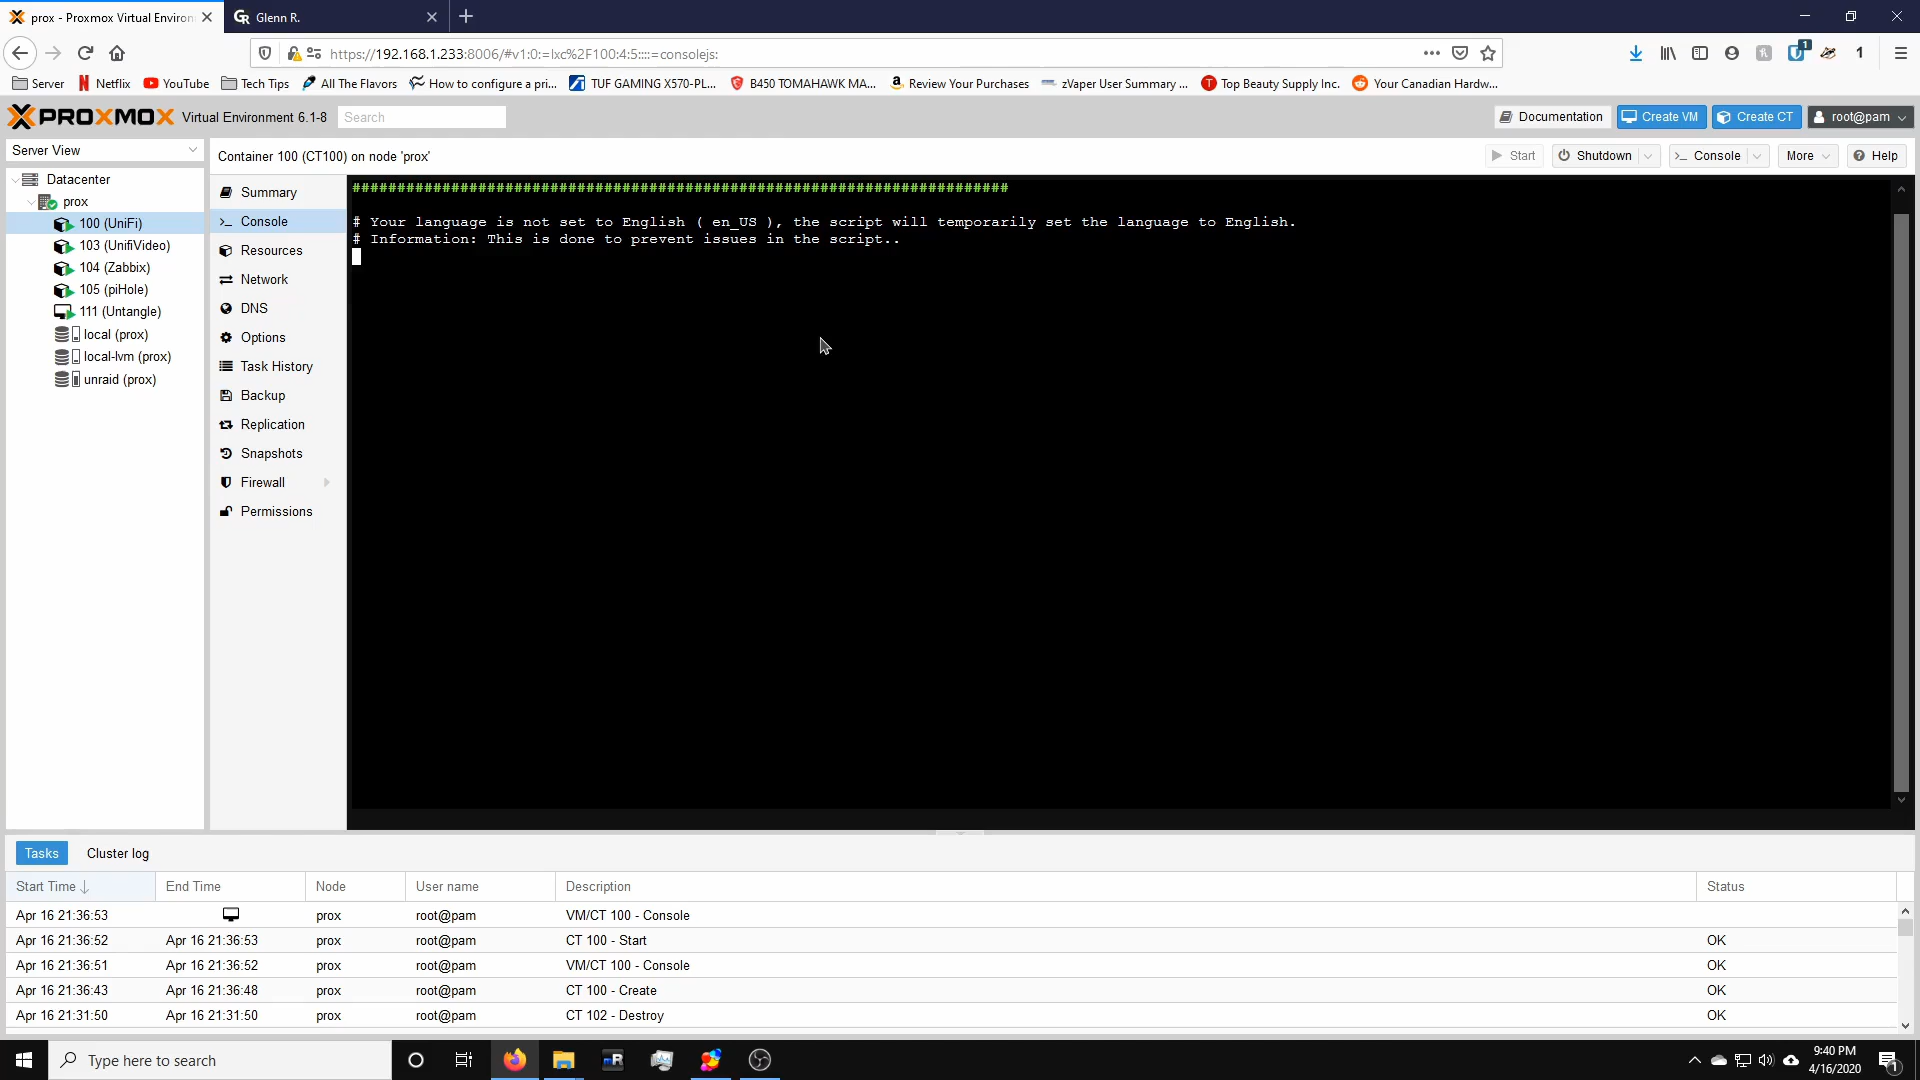 prox - Proxmox Virtual Environ
Glenn R.
https://192.168.1.233:8006/#v1:0:=lxc%2F100:4:5::::=consolejs:
1
1
Server
Netflix
YouTube
Tech Tips
All The Flavors
How to configure a pri...
TUF GAMING X570-PL...
B450 TOMAHAWK MA...
Review Your Purchases
zVaper User Summary ...
Top Beauty Supply Inc.
Your Canadian Hardw...
PROXMOX Virtual Environment 6.1-8
Search
Documentation
Create VM
Create CT
root@pam
Server View
Container 100 (CT100) on node 'prox'
Start
Shutdown
Console
More
Help
Datacenter
prox
100 (UniFi)
103 (UnifiVideo)
104 (Zabbix)
105 (piHole)
111 (Untangle)
local (prox)
local-lvm (prox)
unraid (prox)
Summary
Console
Resources
Network
DNS
Options
Task History
Backup
Replication
Snapshots
Firewall
Permissions
#########################################################################
# Your language is not set to English ( en_US ), the script will temporarily set the language to English.
# Information: This is done to prevent issues in the script..
Tasks
Cluster log
Start Time End Time Node User name Description Status
Apr 16 21:36:53 prox root@pam VM/CT 100 - Console
Apr 16 21:36:52 Apr 16 21:36:53 prox root@pam CT 100 - Start OK
Apr 16 21:36:51 Apr 16 21:36:52 prox root@pam VM/CT 100 - Console OK
Apr 16 21:36:43 Apr 16 21:36:48 prox root@pam CT 100 - Create OK
Apr 16 21:31:50 Apr 16 21:31:50 prox root@pam CT 102 - Destroy OK
Type here to search
9:40 PM
4/16/2020
1